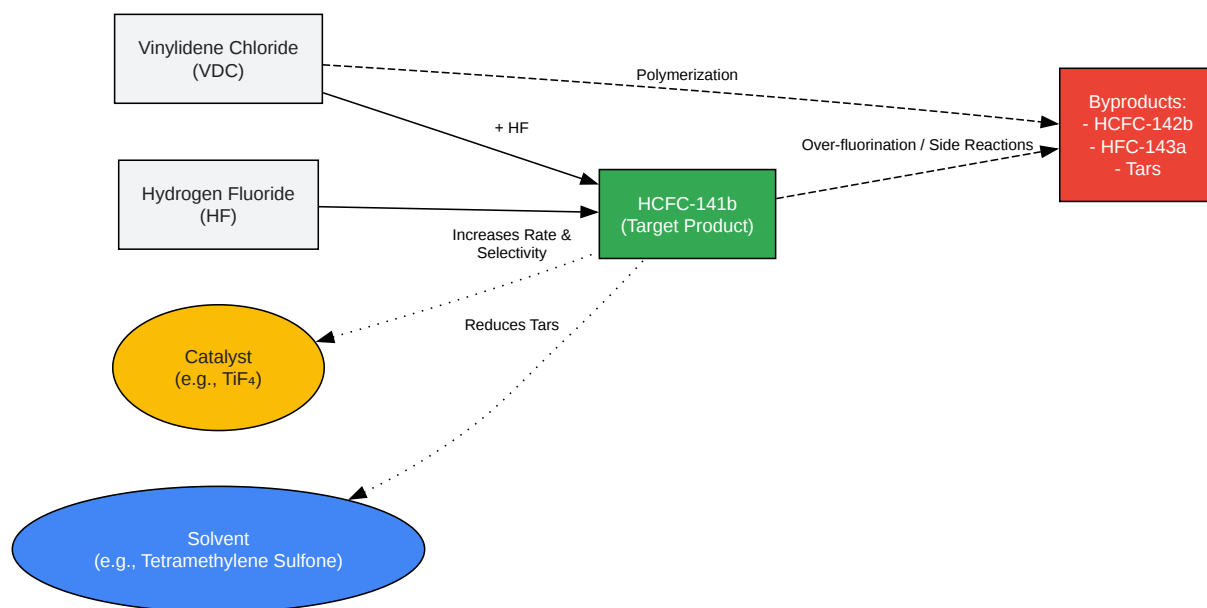 Vinylidene Chloride
(VDC)
Polymerization
Byproducts:
- HCFC-142b
- HFC-143a
- Tars
+ HF
Over-fluorination / Side Reactions
Hydrogen Fluoride
(HF)
HCFC-141b
(Target Product)
Increases Rate &
Selectivity
Reduces Tars
Catalyst
(e.g., TiF₄)
Solvent
(e.g., Tetramethylene Sulfone)